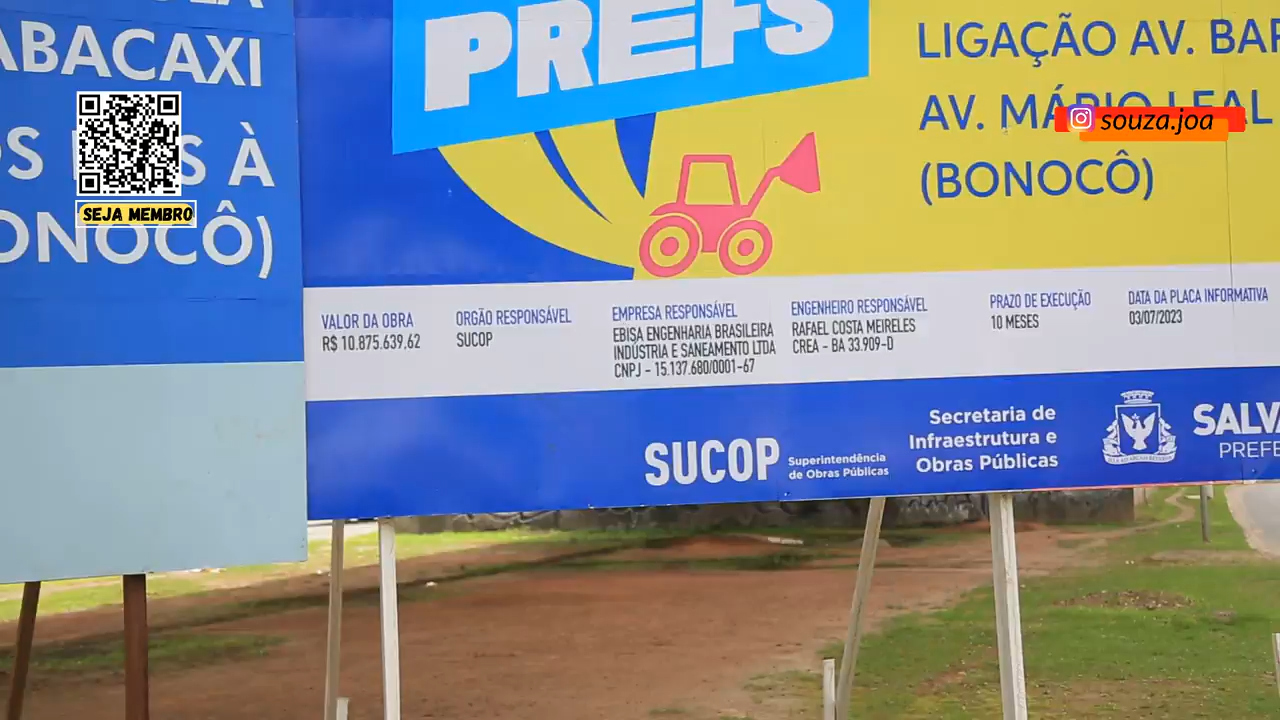 ABACAXI
À
ONOCÔ)
SEJA MEMBRO
PREFS
LIGAÇÃO AV.
AV. MÁRIO LEAL
(BONOCÔ)
souza.joa
VALOR DA OBRA
R$ 10.875.639,62
ORGÃO RESPONSÁVEL
SUCOP
EMPRESA RESPONSÁVEL
EBISA ENGENHARIA BRASILEIRA
INDÚSTRIA E SANEAMENTO LTDA
CNPJ - 15.137.680/0001-67
ENGENHEIRO RESPONSÁVEL
RAFAEL COSTA MEIRELES
CREA - BA 33.909-D
PRAZO DE EXECUÇÃO
10 MESES
DATA DA PLACA INFORMATIVA
03/07/2023
SUCOP
Superintendência
de Obras Públicas
Secretaria de
Infraestrutura e
Obras Públicas
SALVA
PREFE